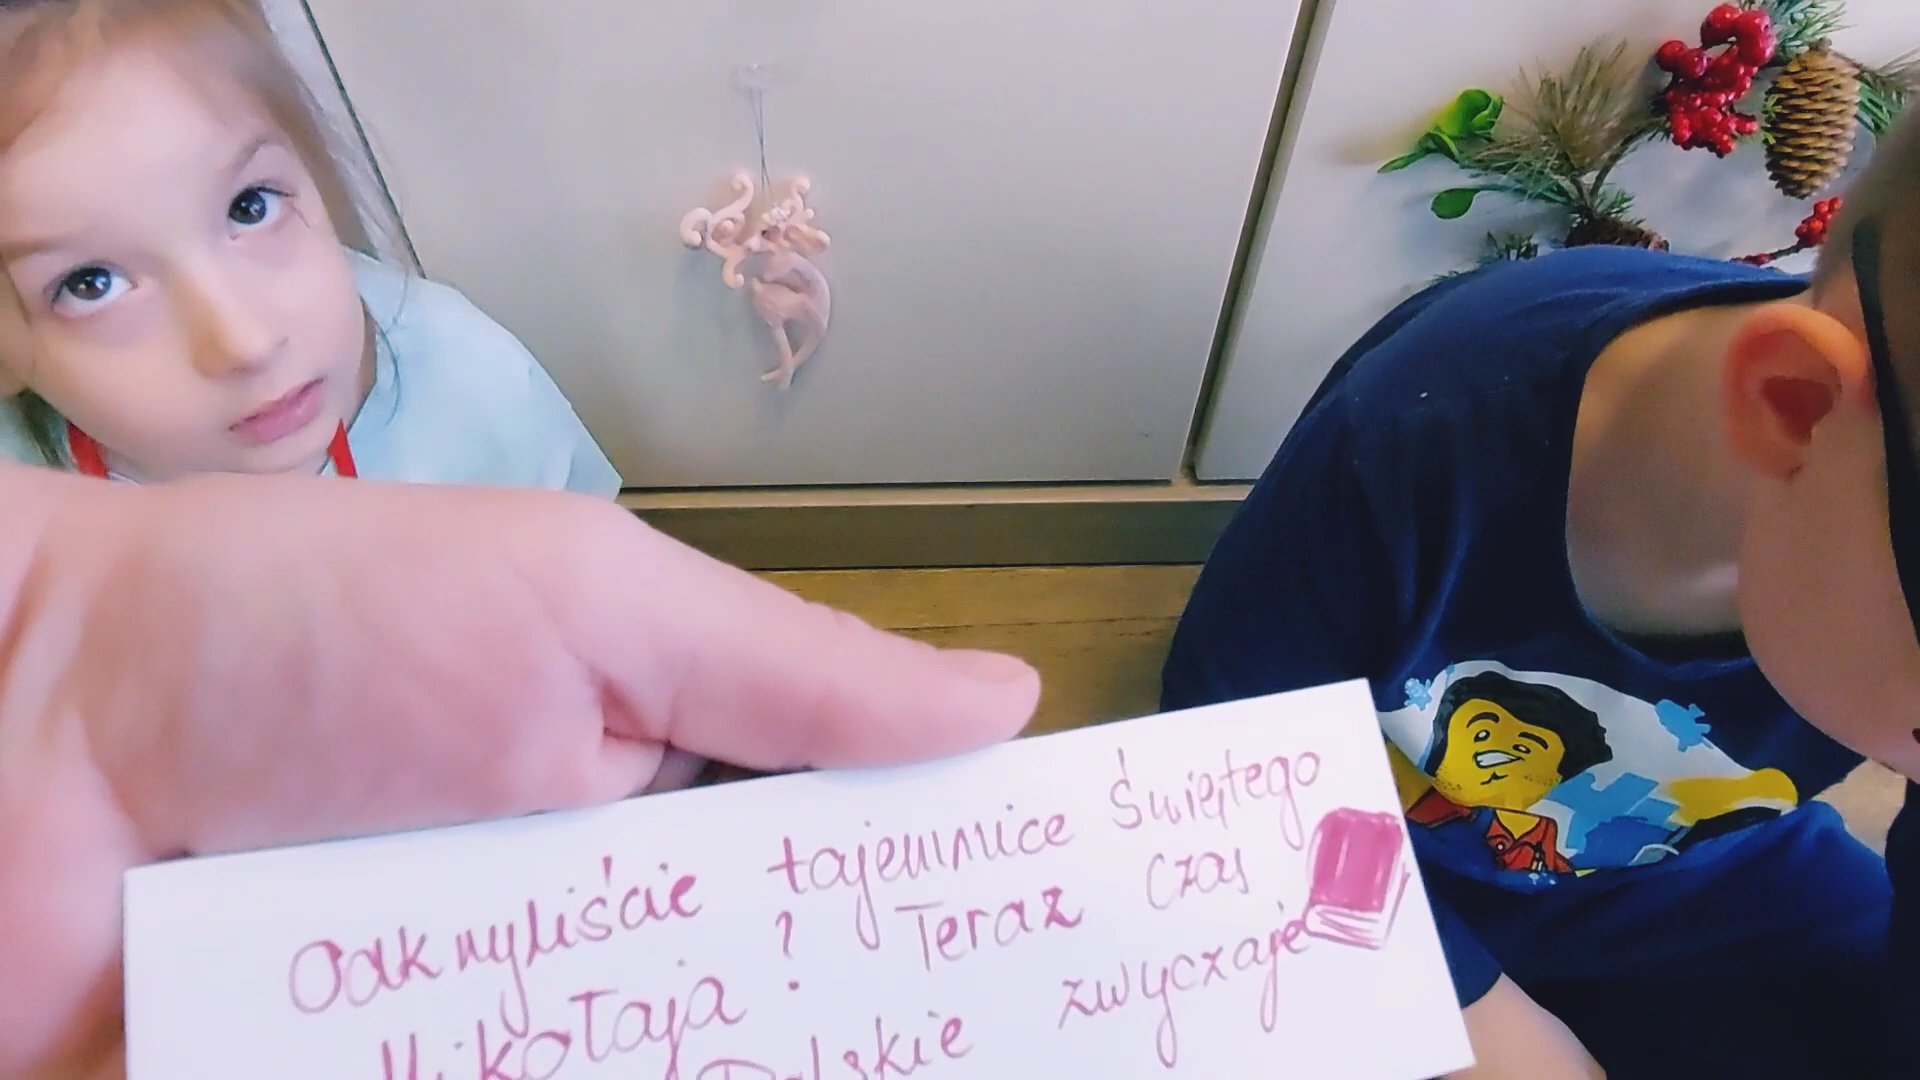 Odkryliście tajemnice Świętego
Mikołaja? Teraz czas
Polskie zwyczaje